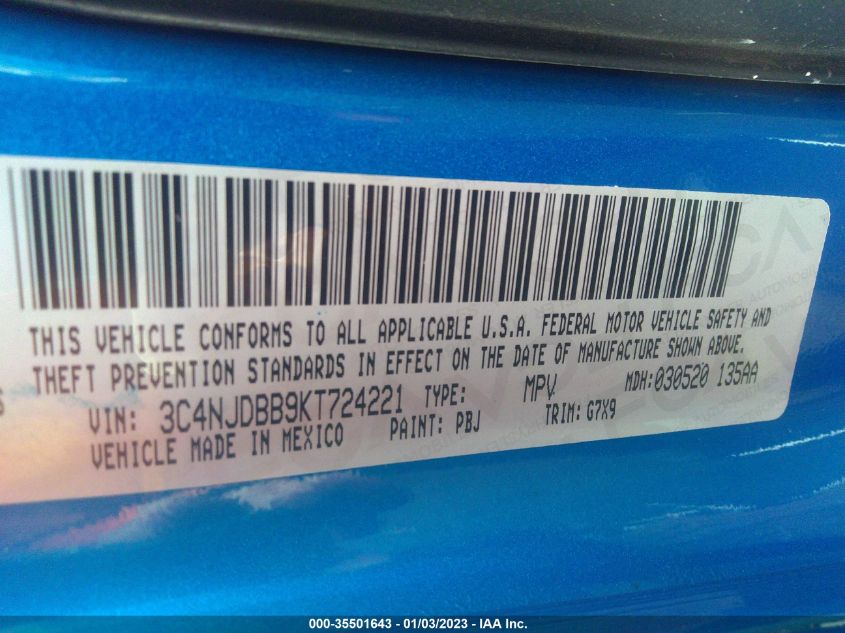 THIS VEHICLE CONFORMS TO ALL APPLICABLE U.S.A. FEDERAL MOTOR VEHICLE SAFETY AND
THEFT PREVENTION STANDARDS IN EFFECT ON THE DATE OF MANUFACTURE SHOWN ABOVE.
VIN: 3C4NJDBB9KT724221 TYPE: MPV MDH:030520 135AA
VEHICLE MADE IN MEXICO PAINT: PBJ TRIM: G7X9
000-35501643 - 01/03/2023 - IAA Inc.